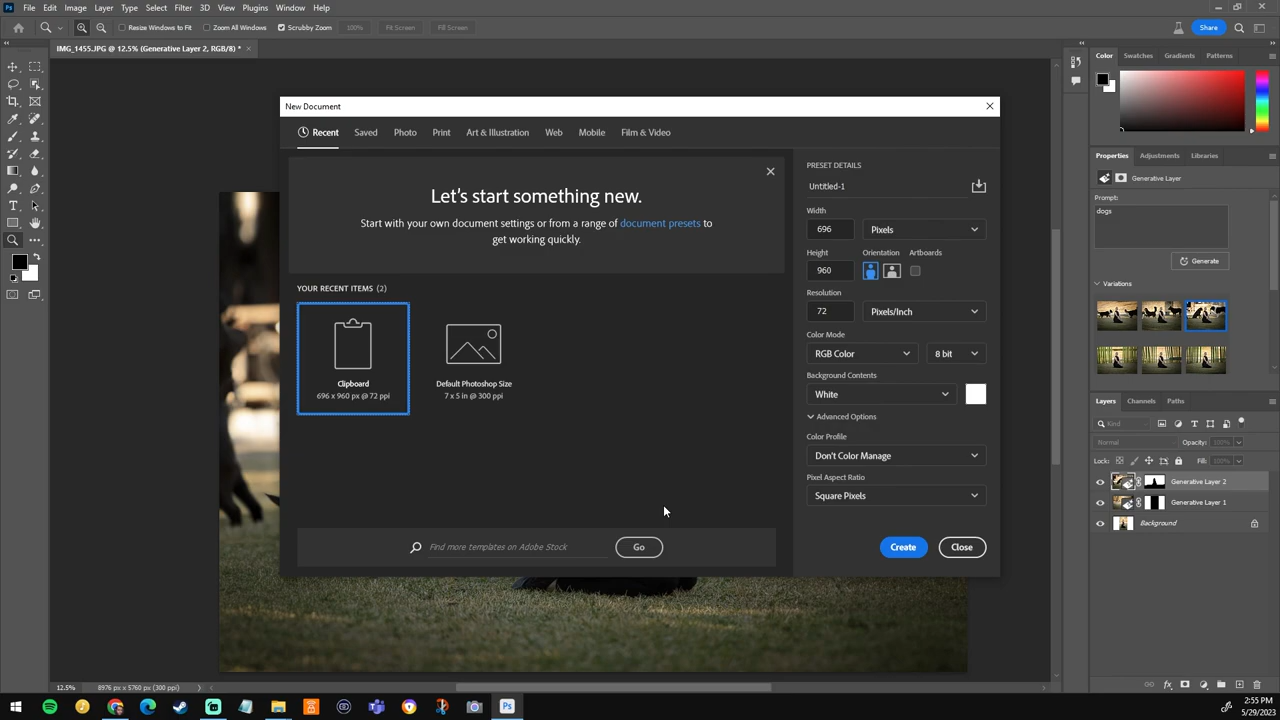 Ps File Edit Image Layer Type Select Filter 3D View Plugins Window Help
Resize Windows to Fit Zoom All Windows Scrubby Zoom 100% Fit Screen Fill Screen Share
IMG_1455.JPG @ 12.5% (Generative Layer 2, RGB/8) *
New Document
Recent Saved Photo Print Art & Illustration Web Mobile Film & Video
Let's start something new.
Start with your own document settings or from a range of document presets to
get working quickly.
YOUR RECENT ITEMS (2)
Clipboard
696 x 960 px @ 72 ppi
Default Photoshop Size
7 x 5 in @ 300 ppi
Find more templates on Adobe Stock Go
PRESET DETAILS
Untitled-1
Width
696 Pixels
Height Orientation Artboards
960
Resolution
72 Pixels/Inch
Color Mode
RGB Color 8 bit
Background Contents
White
Advanced Options
Color Profile
Don't Color Manage
Pixel Aspect Ratio
Square Pixels
Create Close
Color Swatches Gradients Patterns
Properties Adjustments Libraries
Generative Layer
Prompt:
dogs
Generate
Variations
Layers Channels Paths
Kind
Normal Opacity: 100%
Lock: Fill: 100%
Generative Layer 2
Generative Layer 1
Background
12.5% 8976 px x 5760 px (300 ppi)
Ps
2:55 PM
5/29/2023